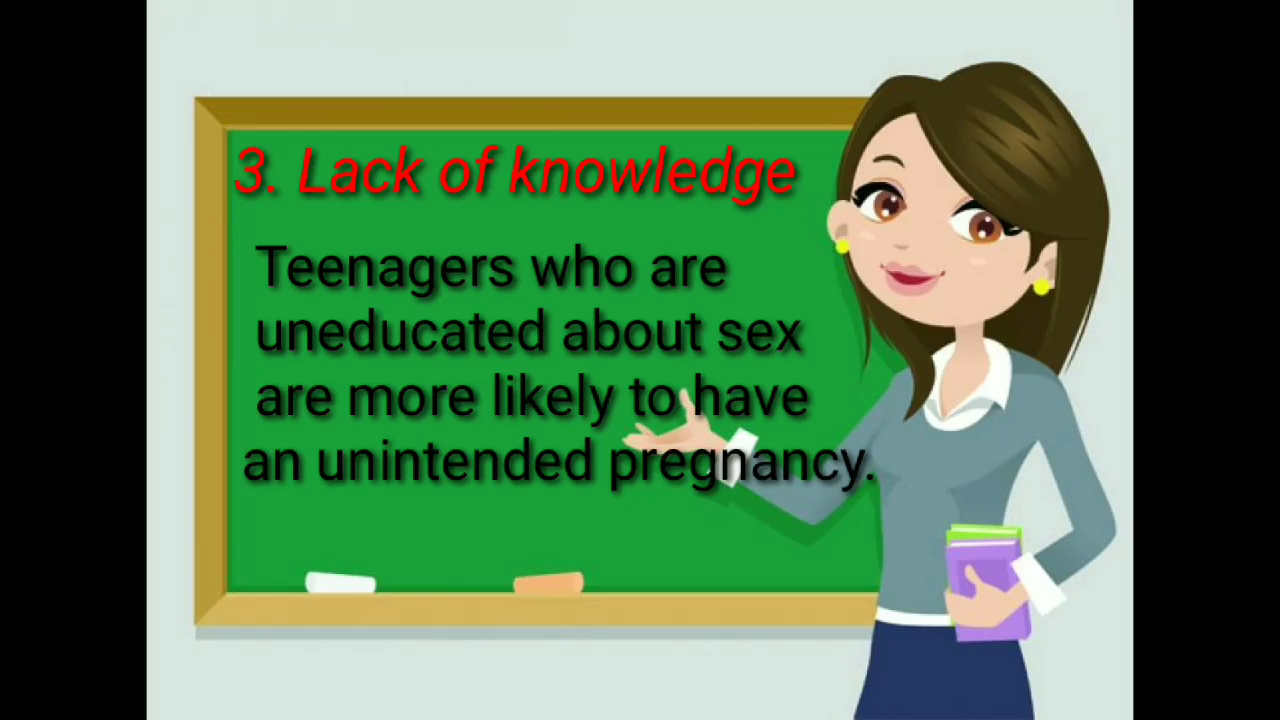 3. Lack of knowledge
Teenagers who are
uneducated about sex
are more likely to have
an unintended pregnancy.